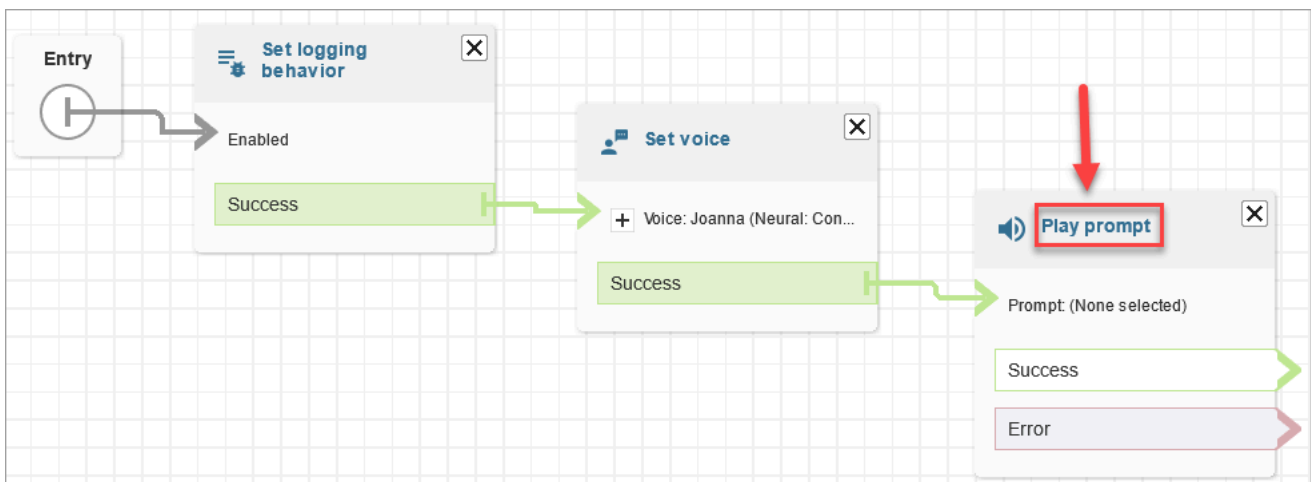 Entry
Set logging
behavior
Enabled
Success
Set voice
Voice: Joanna (Neural: Con...
Success
Play prompt
Prompt: (None selected)
Success
Error